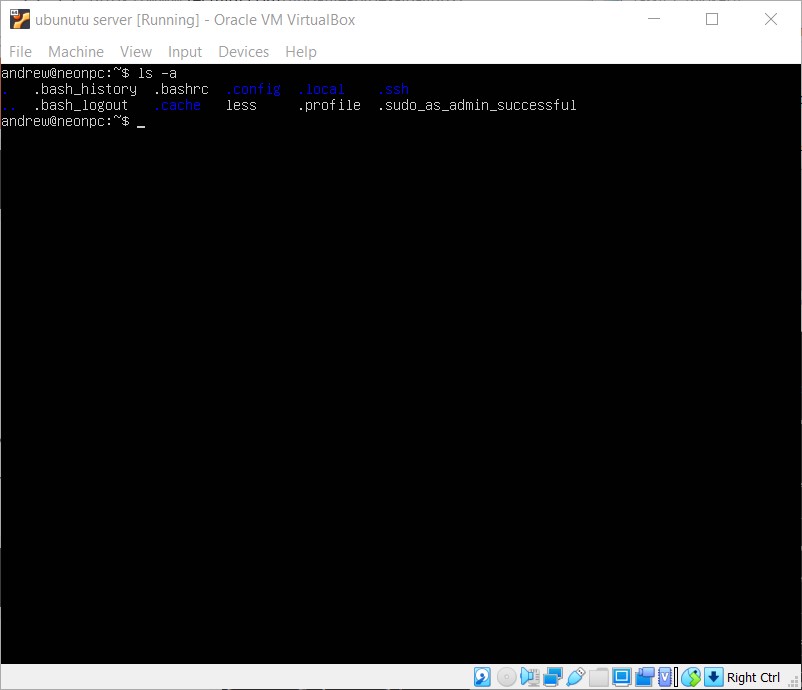 ubunutu server [Running] - Oracle VM VirtualBox
File Machine View Input Devices Help
andrew@neonpc:~$ ls -a
. .bash_history .bashrc .config .local .ssh
.. .bash_logout .cache less .profile .sudo_as_admin_successful
andrew@neonpc:~$ _
Right Ctrl